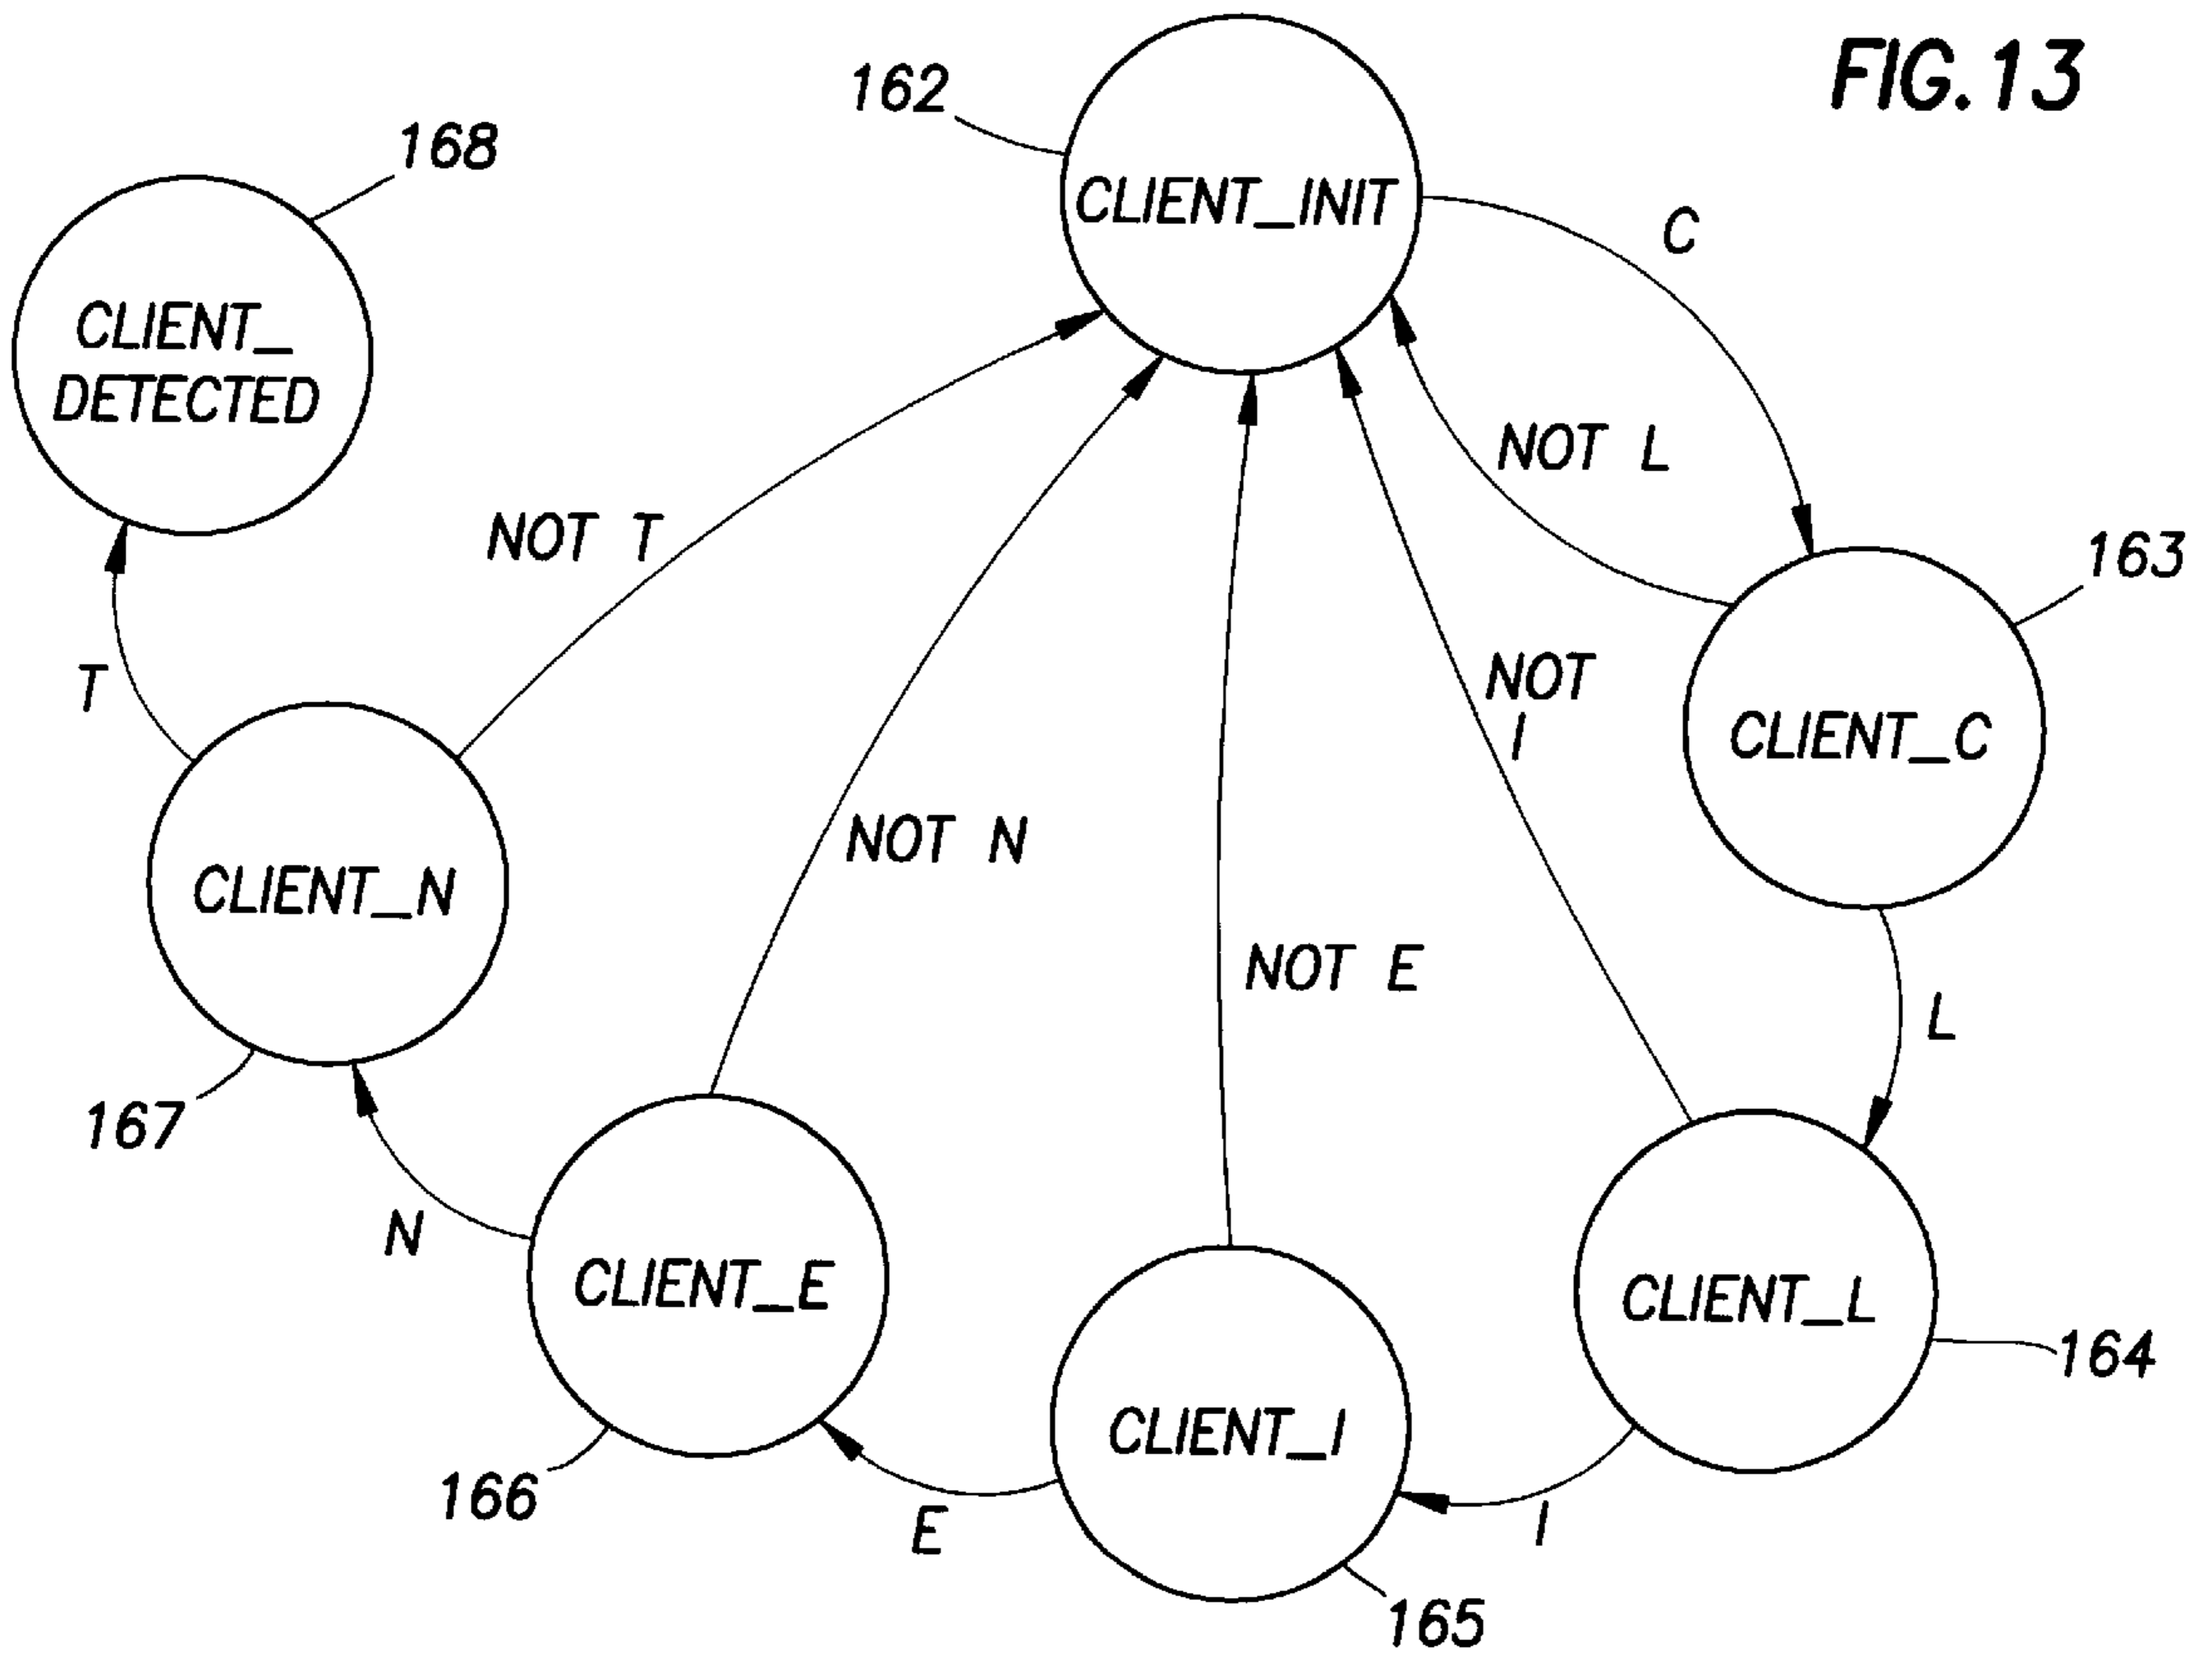 FIG. 13
162
168
CLIENT_INIT
C
CLIENT_
DETECTED
NOT L
NOT T
163
T
NOT
I
CLIENT_C
NOT N
CLIENT_N
NOT E
L
167
N
CLIENT_E
CLIENT_L
164
CLIENT_I
166
E
I
165